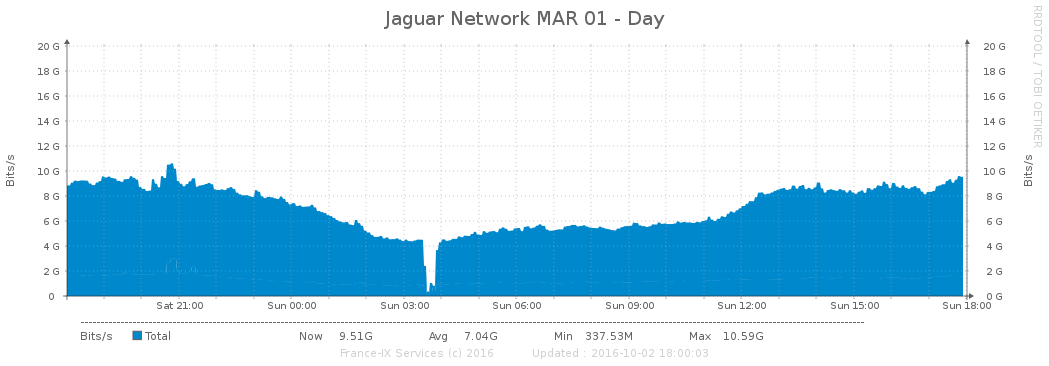 Jaguar Network MAR 01 - Day
RRDTOOL / TOBI OETIKER
Bits/s
20 G
18 G
16 G
14 G
12 G
10 G
8 G
6 G
4 G
2 G
0
20 G
18 G
16 G
14 G
12 G
10 G
8 G
6 G
4 G
2 G
0 G
Bits/s
Sat 21:00 Sun 00:00 Sun 03:00 Sun 06:00 Sun 09:00 Sun 12:00 Sun 15:00 Sun 18:00
Bits/s Total Now 9.51G Avg 7.04G Min 337.53M Max 10.59G
France-IX Services (c) 2016 Updated : 2016-10-02 18:00:03